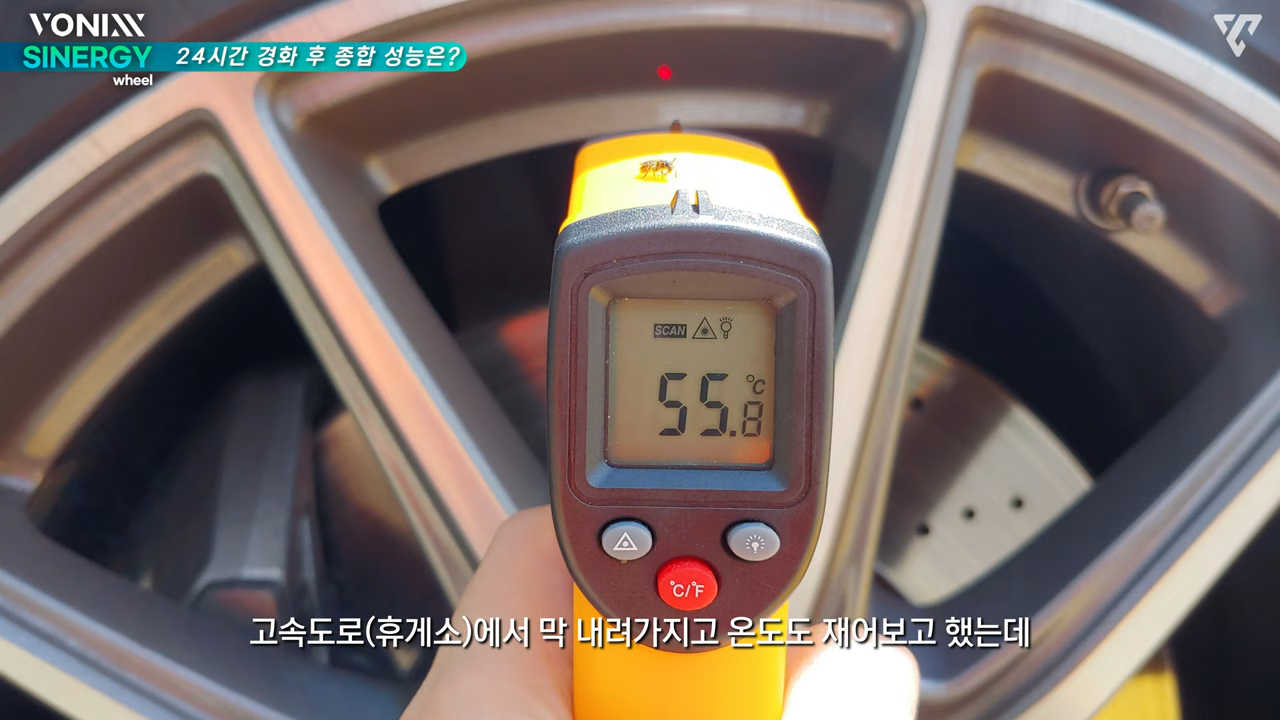 VONIXX
SINERGY
wheel
24시간 경화 후 종합 성능은?
SCAN
°C
55.8
°C/°F
고속도로(휴게소)에서 막 내려가지고 온도도 재어보고 했는데